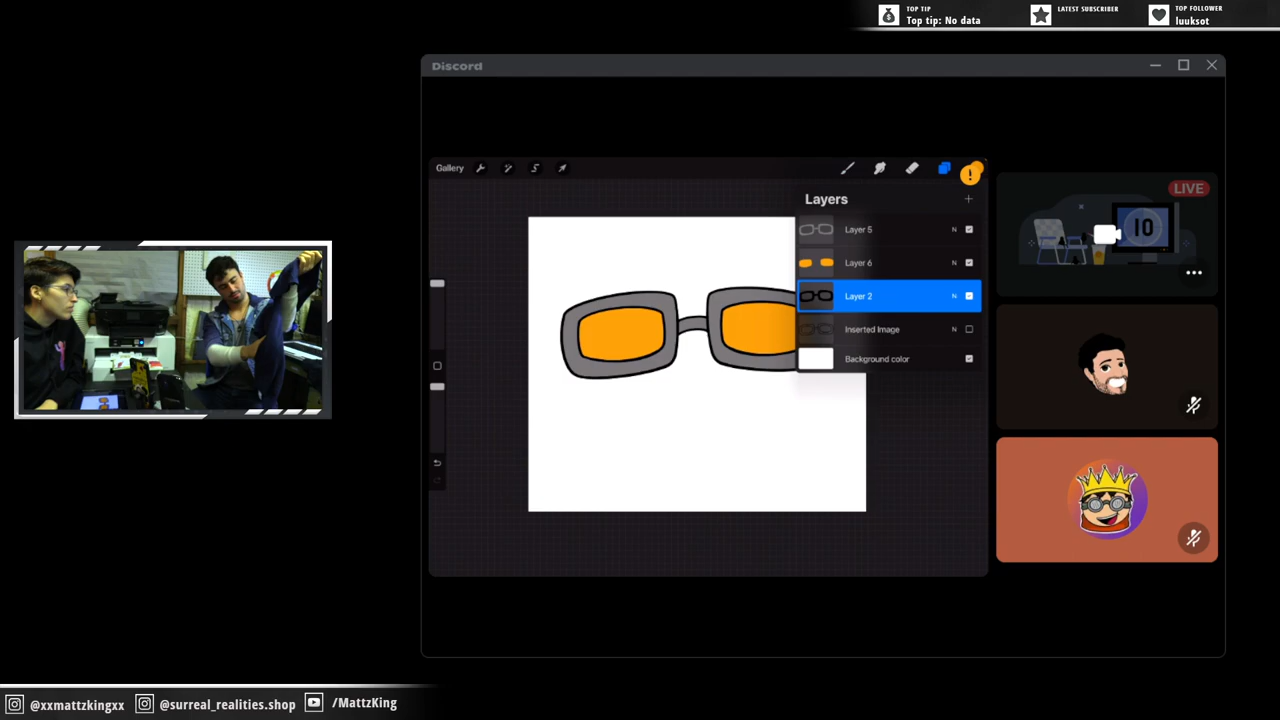 TOP TIP
Top tip: No data
LATEST SUBSCRIBER
TOP FOLLOWER
luuksot
Discord
Gallery
Layers
Layer 5
N
Layer 6
N
Layer 2
N
Inserted Image
N
Background color
LIVE
10
@xxmattzkingxx
@surreal_realities.shop
/MattzKing